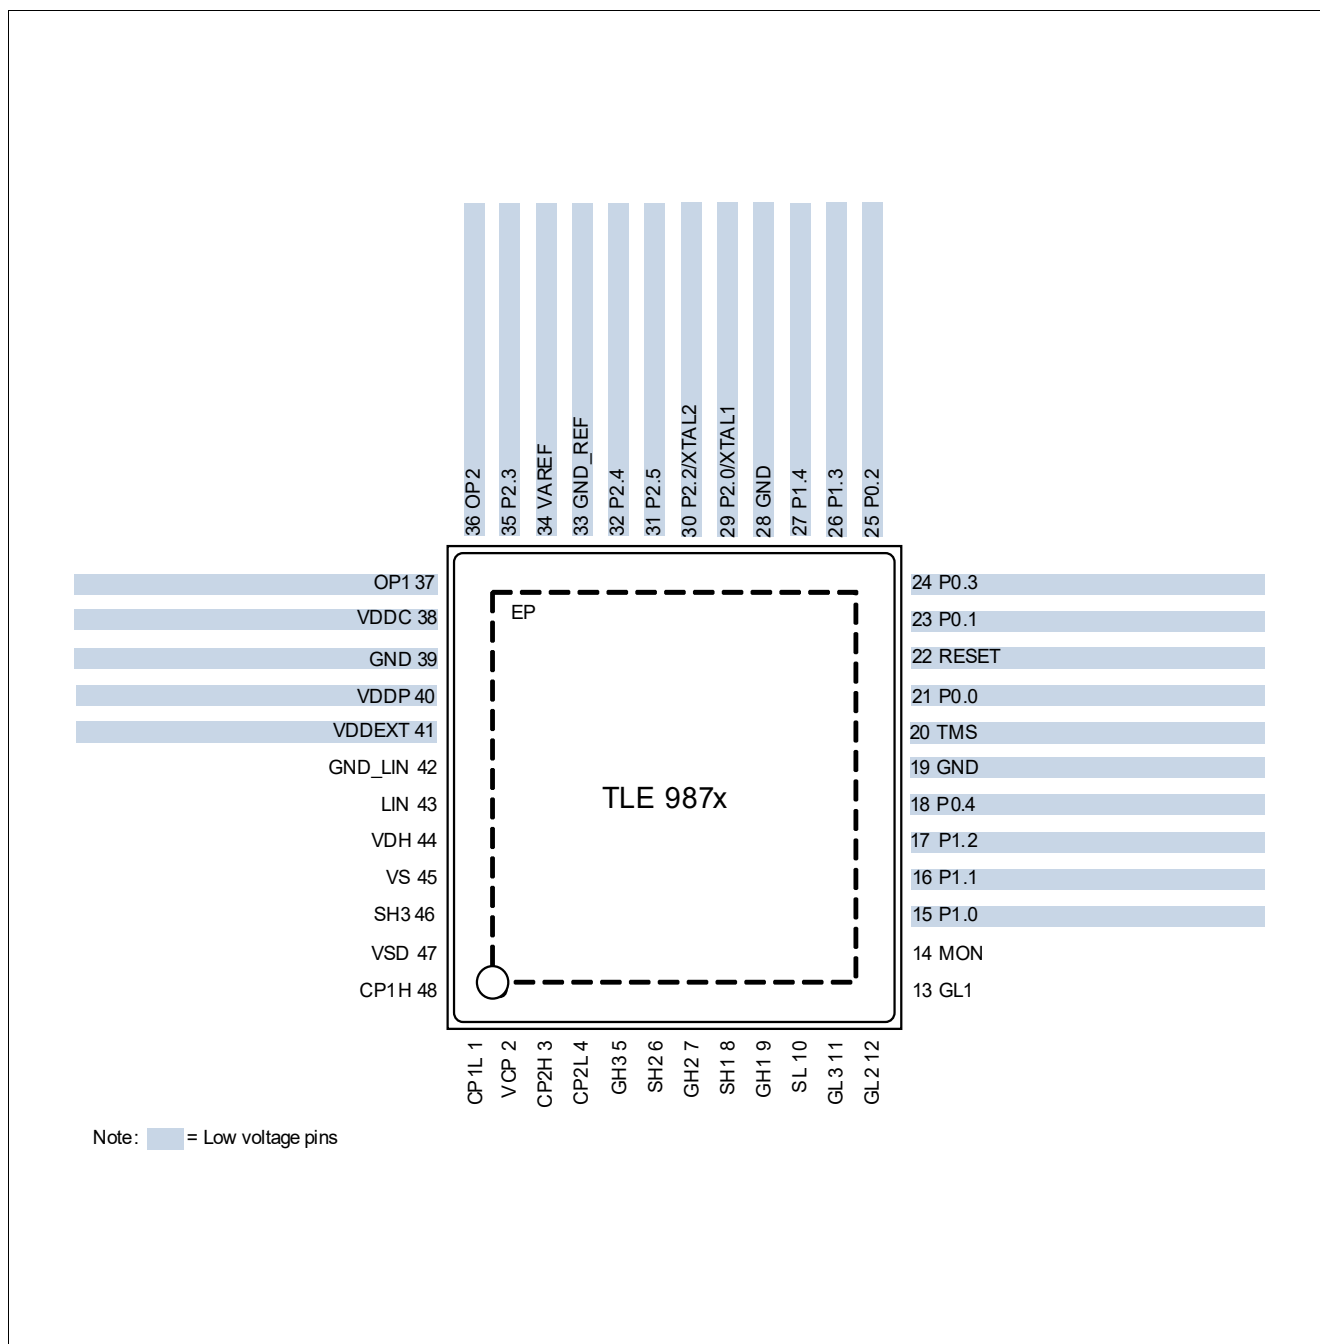 36 OP2
35 P2.3
34 VAREF
33 GND_REF
32 P2.4
31 P2.5
30 P2.2/XTAL2
29 P2.0/XTAL1
28 GND
27 P1.4
26 P1.3
25 P0.2
OP1 37
VDDC 38
GND 39
VDDP 40
VDDEXT 41
GND_LIN 42
LIN 43
VDH 44
VS 45
SH3 46
VSD 47
CP1H 48
EP
TLE 987x
24 P0.3
23 P0.1
22 RESET
21 P0.0
20 TMS
19 GND
18 P0.4
17 P1.2
16 P1.1
15 P1.0
14 MON
13 GL1
CP1L 1
VCP 2
CP2H 3
CP2L 4
GH3 5
SH2 6
GH2 7
SH1 8
GH1 9
SL 10
GL3 11
GL2 12
Note: = Low voltage pins